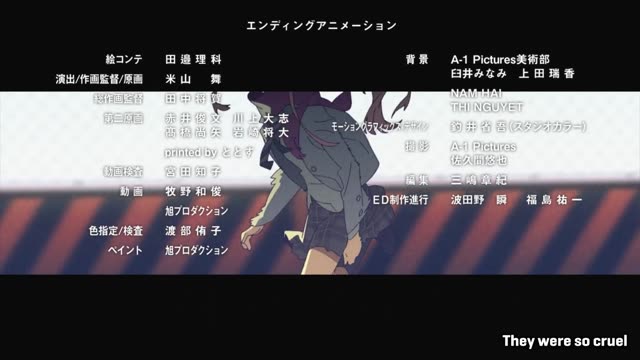 エンディングアニメーション
絵コンテ 田邉理科
演出/作画監督/原画 米山 舞
総作画監督 田中将賀
第二原画 赤井俊文 川上大志
高橋尚矢 岩崎将大
printed by ととす
動画検査 宮田知子
動画 牧野和俊
旭プロダクション
色指定/検査 渡部侑子
ペイント 旭プロダクション
背景 A-1 Pictures美術部
臼井みなみ 上田瑞香
NAM HAI
THI NGUYET
モーショングラフィックスデザイン 釣井省吾(スタジオカラー)
撮影 A-1 Pictures
佐久間悠也
編集 三嶋章紀
ED制作進行 波田野 瞬 福島祐一
They were so cruel